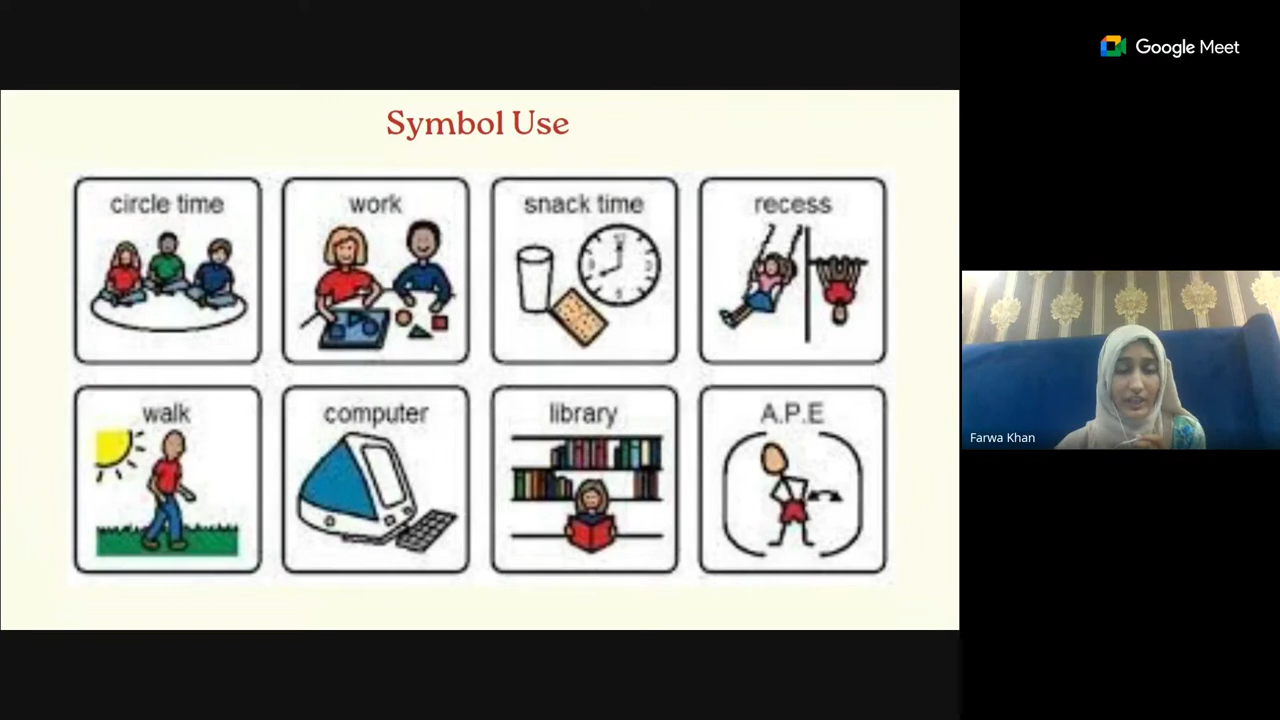 Google Meet
Symbol Use
circle time
work
snack time
recess
walk
computer
library
A.P.E
Farwa Khan